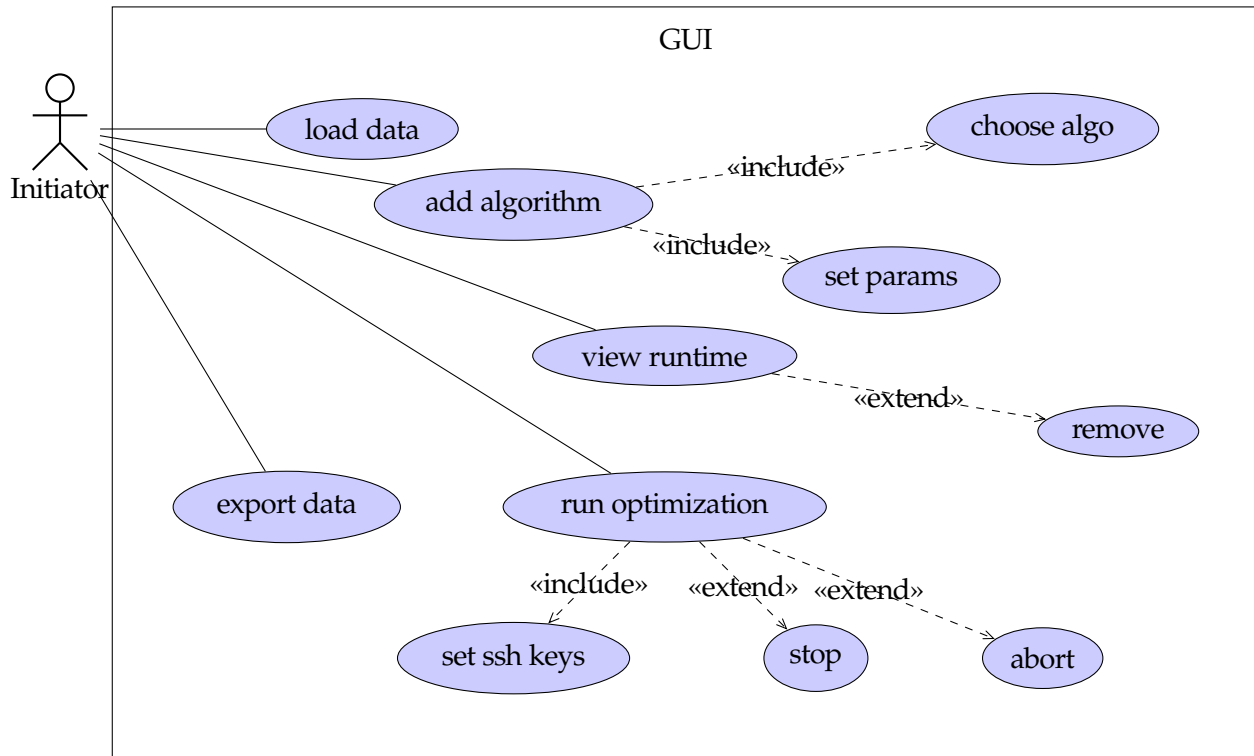 GUI
load data
choose algo
«include»
Initiator
add algorithm
«include»
set params
view runtime
«extend»
remove
export data
run optimization
«include»
«extend»
«extend»
set ssh keys
stop
abort